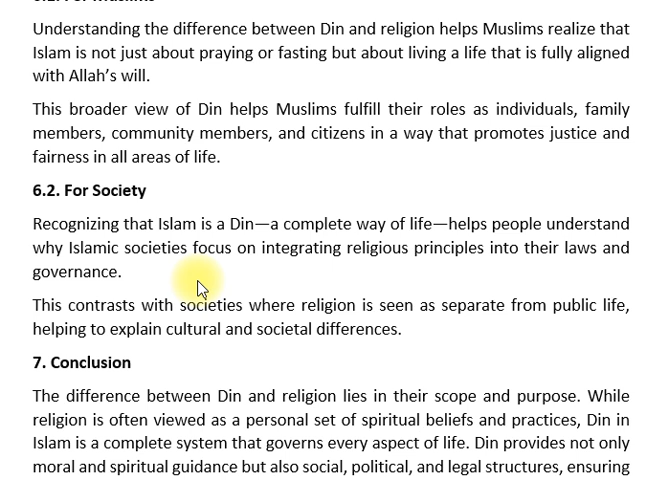 Understanding the difference between Din and religion helps Muslims realize that
Islam is not just about praying or fasting but about living a life that is fully aligned
with Allah’s will.
This broader view of Din helps Muslims fulfill their roles as individuals, family
members, community members, and citizens in a way that promotes justice and
fairness in all areas of life.
6.2. For Society
Recognizing that Islam is a Din—a complete way of life—helps people understand
why Islamic societies focus on integrating religious principles into their laws and
governance.
This contrasts with societies where religion is seen as separate from public life,
helping to explain cultural and societal differences.
7. Conclusion
The difference between Din and religion lies in their scope and purpose. While
religion is often viewed as a personal set of spiritual beliefs and practices, Din in
Islam is a complete system that governs every aspect of life. Din provides not only
moral and spiritual guidance but also social, political, and legal structures, ensuring